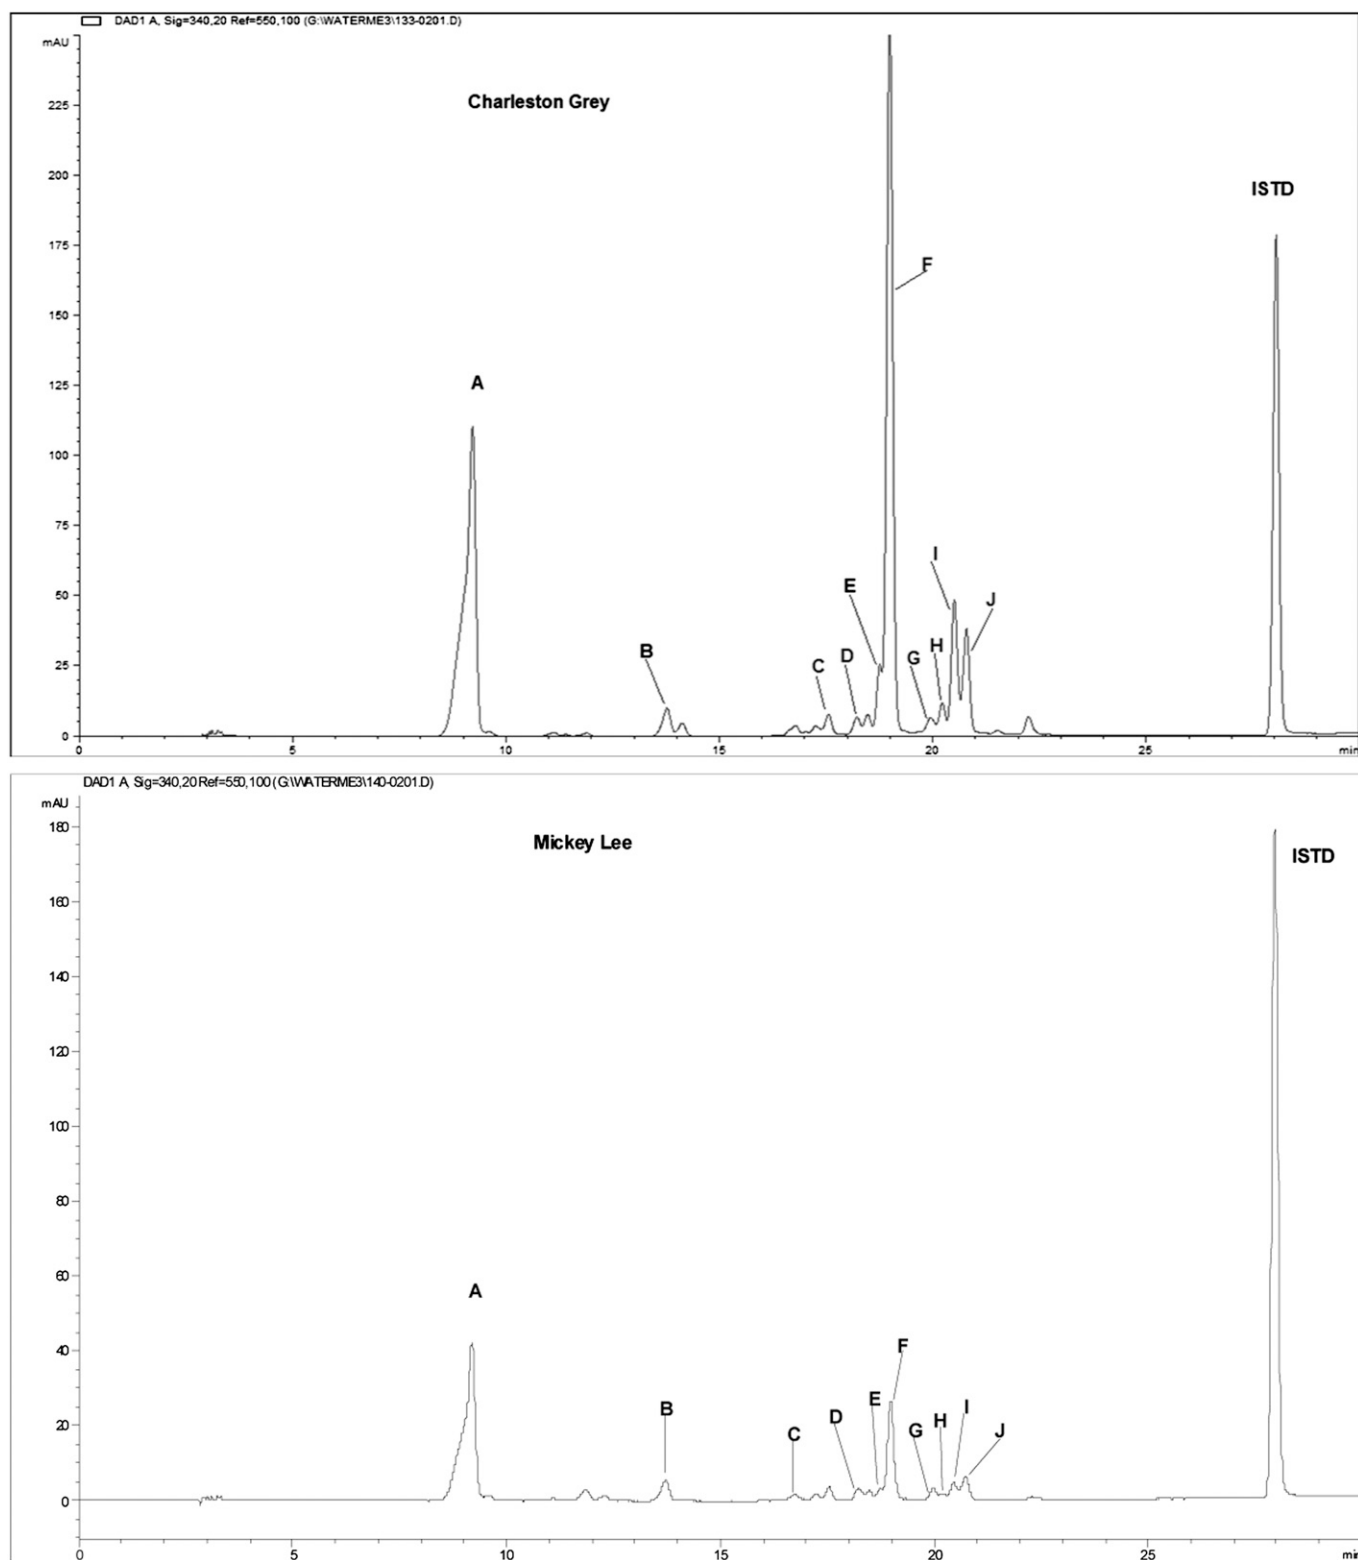 DAD1 A, Sig=340,20 Ref=550,100 (G:\WATERME3\133-0201.D)
mAU
Charleston Grey
225
200
ISTD
175
F
150
A
125
100
75
I
E
J
50
B
C
D
G
H
25
0
0
5
10
15
20
25
min
DAD1 A, Sig=340,20 Ref=550,100 (G:\WATERME3\140-0201.D)
mAU
Mickey Lee
ISTD
180
160
140
120
100
80
60
A
40
F
20
B
C
D
E
G
H
I
J
0
0
5
10
15
20
25
min